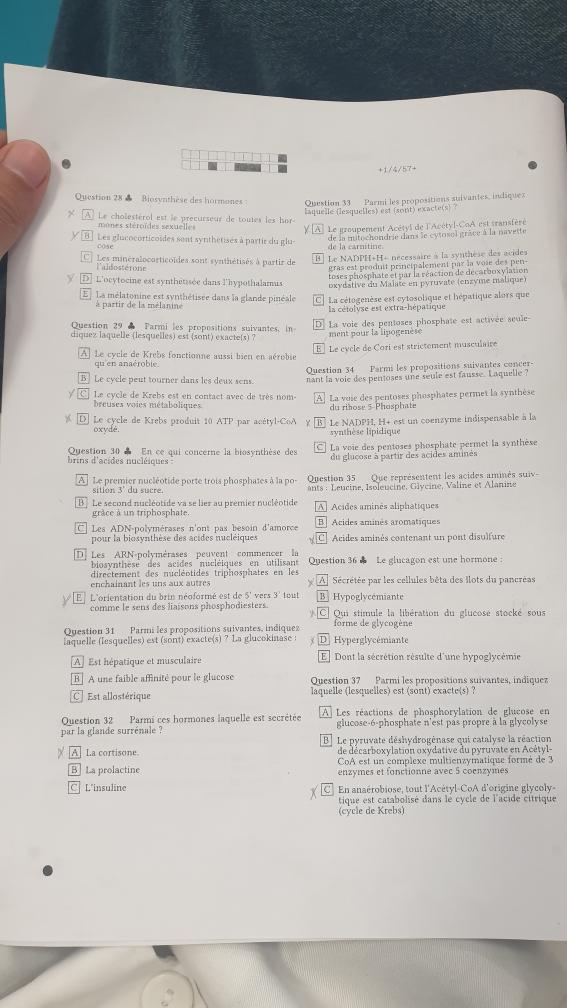 +1/4/57+
Question 28 ♣ Biosynthèse des hormones :
A Le cholestérol est le precurseur de toutes les hor-
mones stéroïdes sexuelles
B Les glucocorticoïdes sont synthétisés à partir du glu-
cose
C Les minéralocorticoïdes sont synthétisés à partir de
l'aldostérone
D L'ocytocine est synthétisée dans l'hypothalamus
E La mélatonine est synthétisée dans la glande pinéale
à partir de la mélanine
Question 29 ♣ Parmi les propositions suivantes, in-
diquez laquelle (lesquelles) est (sont) exacte(s) ?
A Le cycle de Krebs fonctionne aussi bien en aérobie
qu'en anaérobie.
B Le cycle peut tourner dans les deux sens.
C Le cycle de Krebs est en contact avec de très nom-
breuses voies métaboliques.
D Le cycle de Krebs produit 10 ATP par acétyl-CoA
oxydé.
Question 30 ♣ En ce qui concerne la biosynthèse des
brins d'acides nucléiques :
A Le premier nucléotide porte trois phosphates à la po-
sition 3' du sucre.
B Le second nucléotide va se lier au premier nucléotide
grâce à un triphosphate.
C Les ADN-polymérases n'ont pas besoin d'amorce
pour la biosynthèse des acides nucléiques
D Les ARN-polymérases peuvent commencer la
biosynthèse des acides nucléiques en utilisant
directement des nucléotides triphosphates en les
enchainant les uns aux autres
E L'orientation du brin néoformé est de 5' vers 3' tout
comme le sens des liaisons phosphodiesters.
Question 31 Parmi les propositions suivantes, indiquez
laquelle (lesquelles) est (sont) exacte(s) ? La glucokinase :
A Est hépatique et musculaire
B A une faible affinité pour le glucose
C Est allostérique
Question 32 Parmi ces hormones laquelle est secrétée
par la glande surrénale ?
A La cortisone.
B La prolactine
C L'insuline
Question 33 Parmi les propositions suivantes, indiquez
laquelle (lesquelles) est (sont) exacte(s) ?
A Le groupement Acétyl de l'Acétyl-CoA est transféré
de la mitochondrie dans le cytosol grâce à la navette
de la carnitine.
B Le NADPH+H+ nécessaire à la synthèse des acides
gras est produit principalement par la voie des pen-
toses phosphate et par la réaction de décarboxylation
oxydative du Malate en pyruvate (enzyme malique)
C La cétogenèse est cytosolique et hépatique alors que
la cétolyse est extra-hépatique
D La voie des pentoses phosphate est activée seule-
ment pour la lipogenèse
E Le cycle de Cori est strictement musculaire
Question 34 Parmi les propositions suivantes concer-
nant la voie des pentoses une seule est fausse. Laquelle ?
A La voie des pentoses phosphates permet la synthèse
du ribose 5-Phosphate
B Le NADPH, H+ est un coenzyme indispensable à la
synthèse lipidique
C La voie des pentoses phosphate permet la synthèse
du glucose à partir des acides aminés
Question 35 Que représentent les acides aminés suiv-
ants : Leucine, Isoleucine, Glycine, Valine et Alanine
A Acides aminés aliphatiques
B Acides aminés aromatiques
C Acides aminés contenant un pont disulfure
Question 36 ♣ Le glucagon est une hormone :
A Sécrétée par les cellules bêta des îlots du pancréas
B Hypoglycémiante
C Qui stimule la libération du glucose stocké sous
forme de glycogène
D Hyperglycémiante
E Dont la sécrétion résulte d'une hypoglycémie
Question 37 Parmi les propositions suivantes, indiquez
laquelle (lesquelles) est (sont) exacte(s) ?
A Les réactions de phosphorylation de glucose en
glucose-6-phosphate n'est pas propre à la glycolyse
B Le pyruvate déshydrogénase qui catalyse la réaction
de décarboxylation oxydative du pyruvate en Acétyl-
CoA est un complexe multienzymatique formé de 3
enzymes et fonctionne avec 5 coenzymes
C En anaérobiose, tout l'Acétyl-CoA d'origine glycoly-
tique est catabolisé dans le cycle de l'acide citrique
(cycle de Krebs)